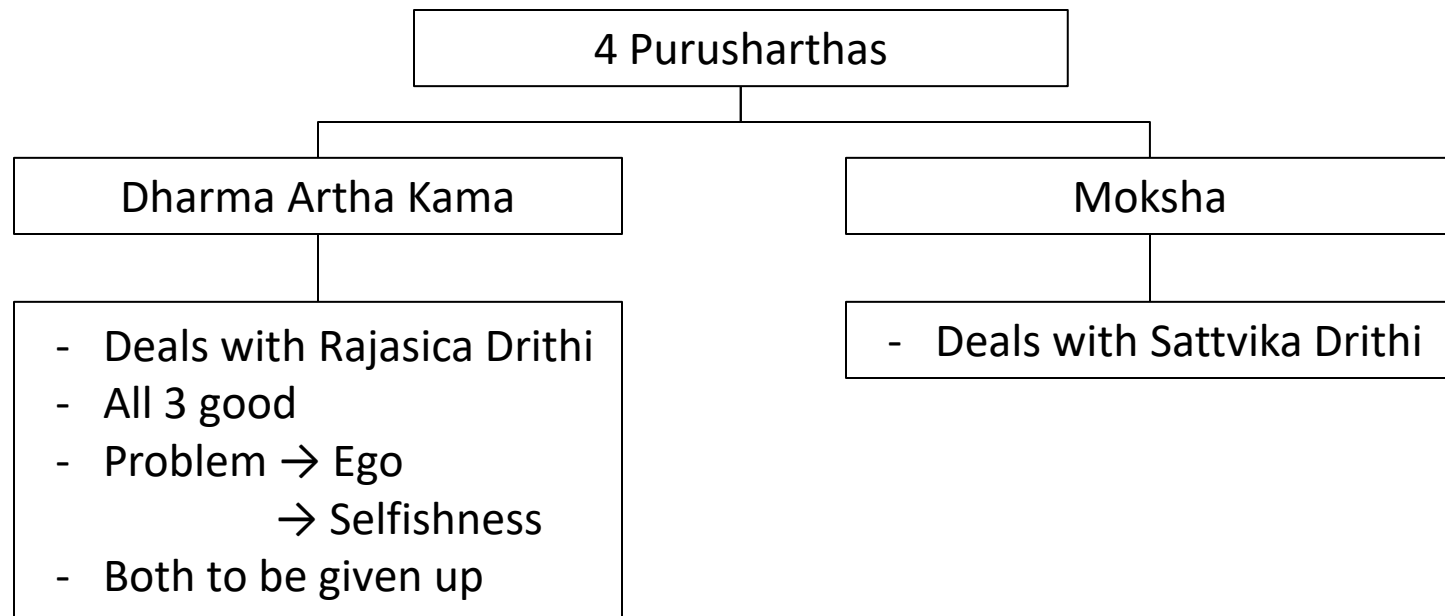 4 Purusharthas
Dharma Artha Kama
Moksha
- Deals with Rajasica Drithi
- All 3 good
- Problem → Ego
→ Selfishness
- Both to be given up
- Deals with Sattvika Drithi